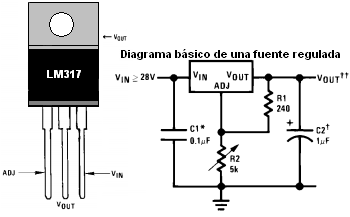 ← VOUT
LM317
ADJ
VOUT
VIN
Diagrama básico de una fuente regulada
VIN ≥ 28V
VIN
VOUT
ADJ
VOUT††
R1
240
C1*
0.1μF
R2
5k
+
C2†
1μF